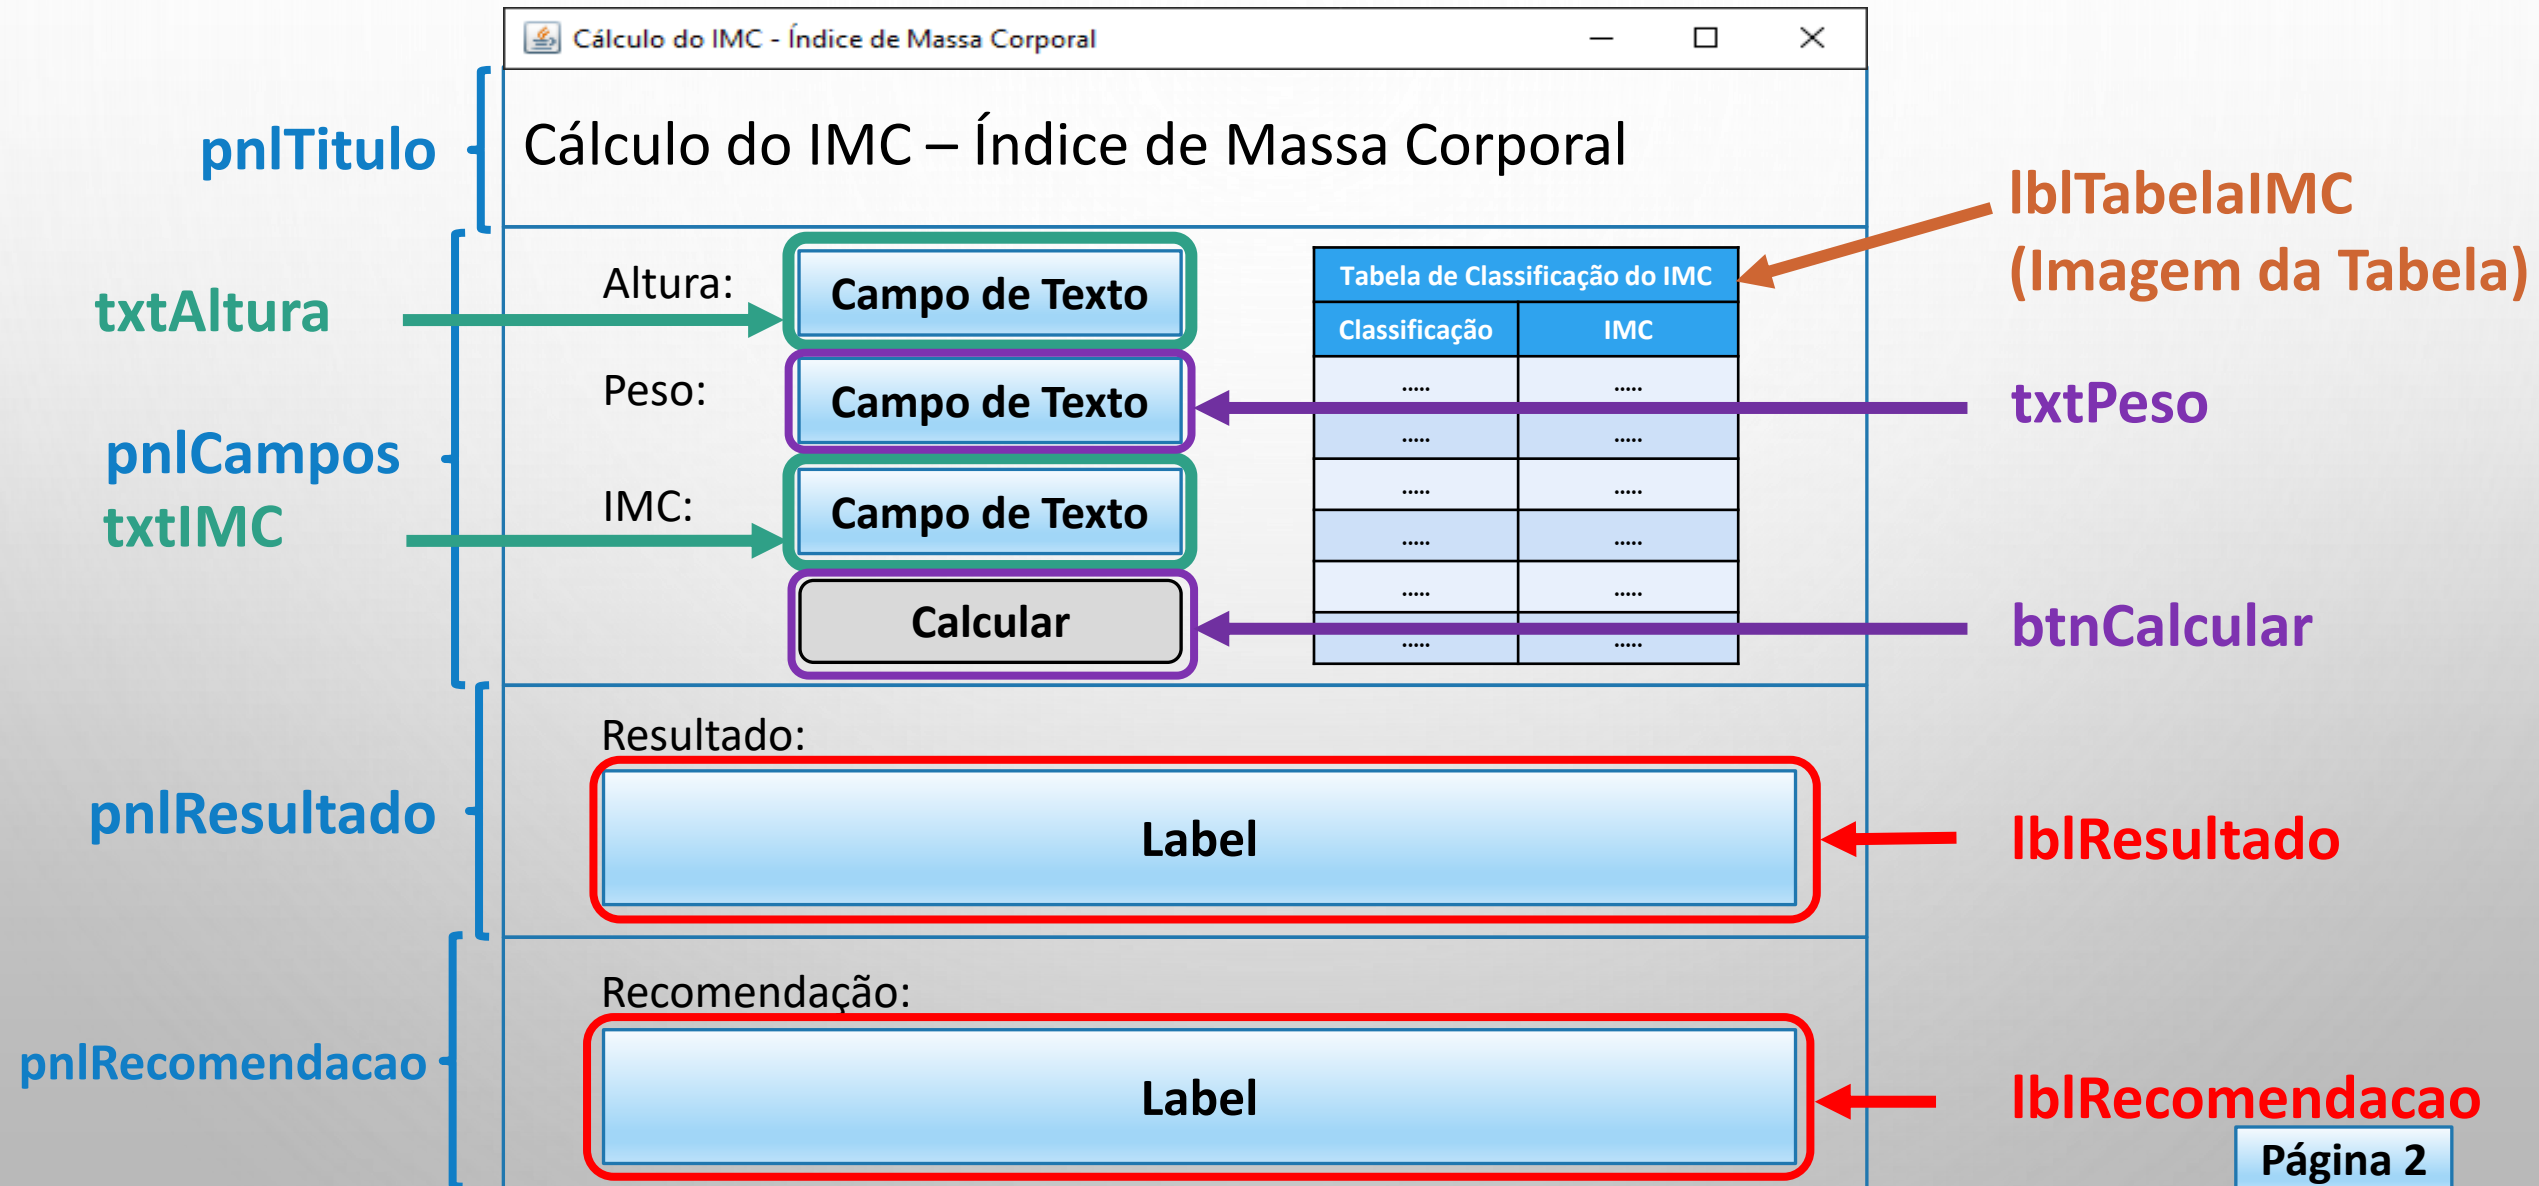 Cálculo do IMC - Índice de Massa Corporal
pnlTitulo
Cálculo do IMC – Índice de Massa Corporal
lblTabelaIMC
(Imagem da Tabela)
txtAltura
Altura:
Campo de Texto
Tabela de Classificação do IMC
Classificação IMC
..... .....
..... .....
..... .....
..... .....
..... .....
..... .....
Peso:
Campo de Texto
txtPeso
pnlCampos
txtIMC
IMC:
Campo de Texto
Calcular
btnCalcular
pnlResultado
Resultado:
Label
lblResultado
pnlRecomendacao
Recomendação:
Label
lblRecomendacao
Página 2